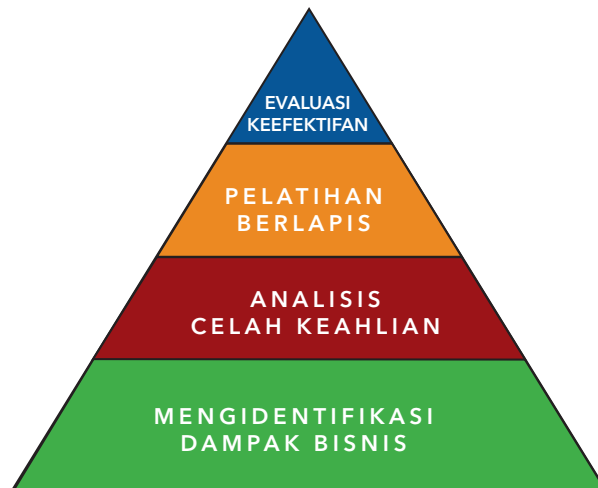 EVALUASI
KEEFEKTIFAN
PELATIHAN
BERLAPIS
ANALISIS
CELAH KEAHLIAN
MENGIDENTIFIKASI
DAMPAK BISNIS